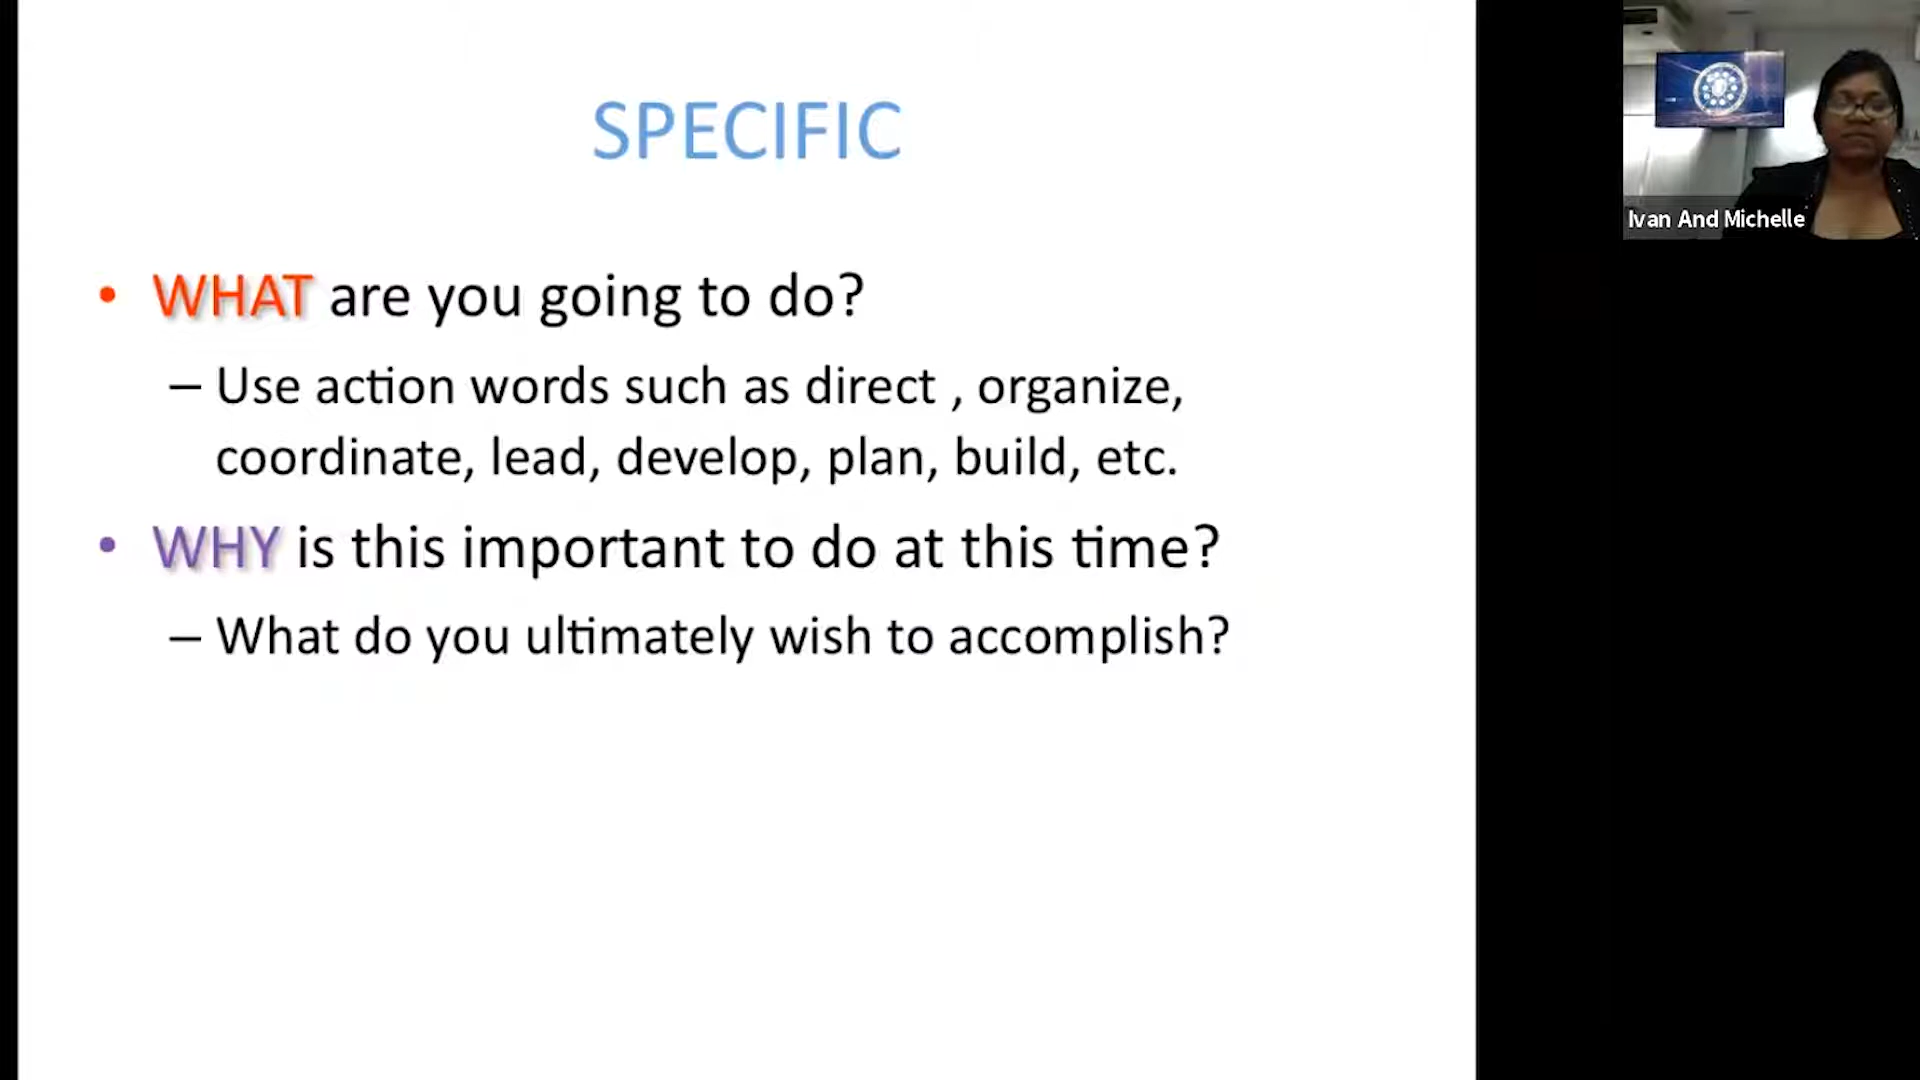 SPECIFIC
• WHAT are you going to do?
– Use action words such as direct , organize,
coordinate, lead, develop, plan, build, etc.
• WHY is this important to do at this time?
– What do you ultimately wish to accomplish?
Ivan And Michelle